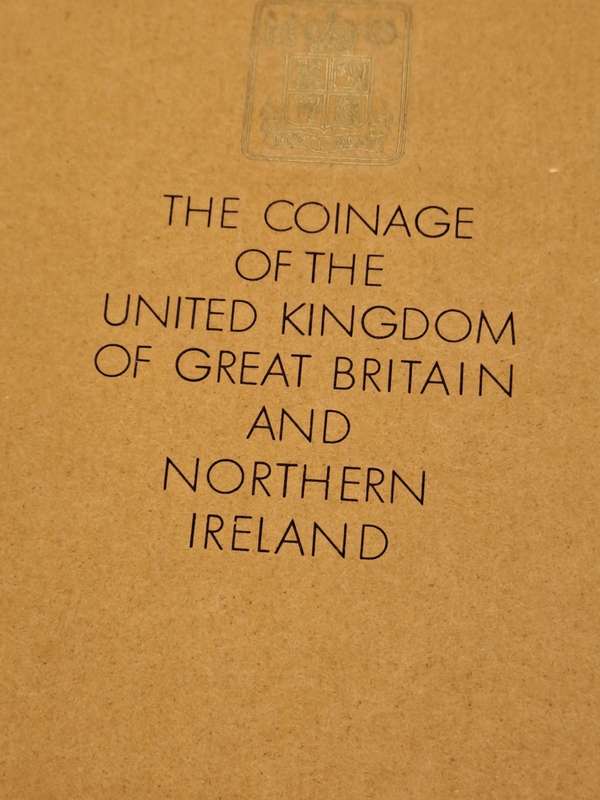 THE COINAGE
OF THE
UNITED KINGDOM
OF GREAT BRITAIN
AND
NORTHERN
IRELAND